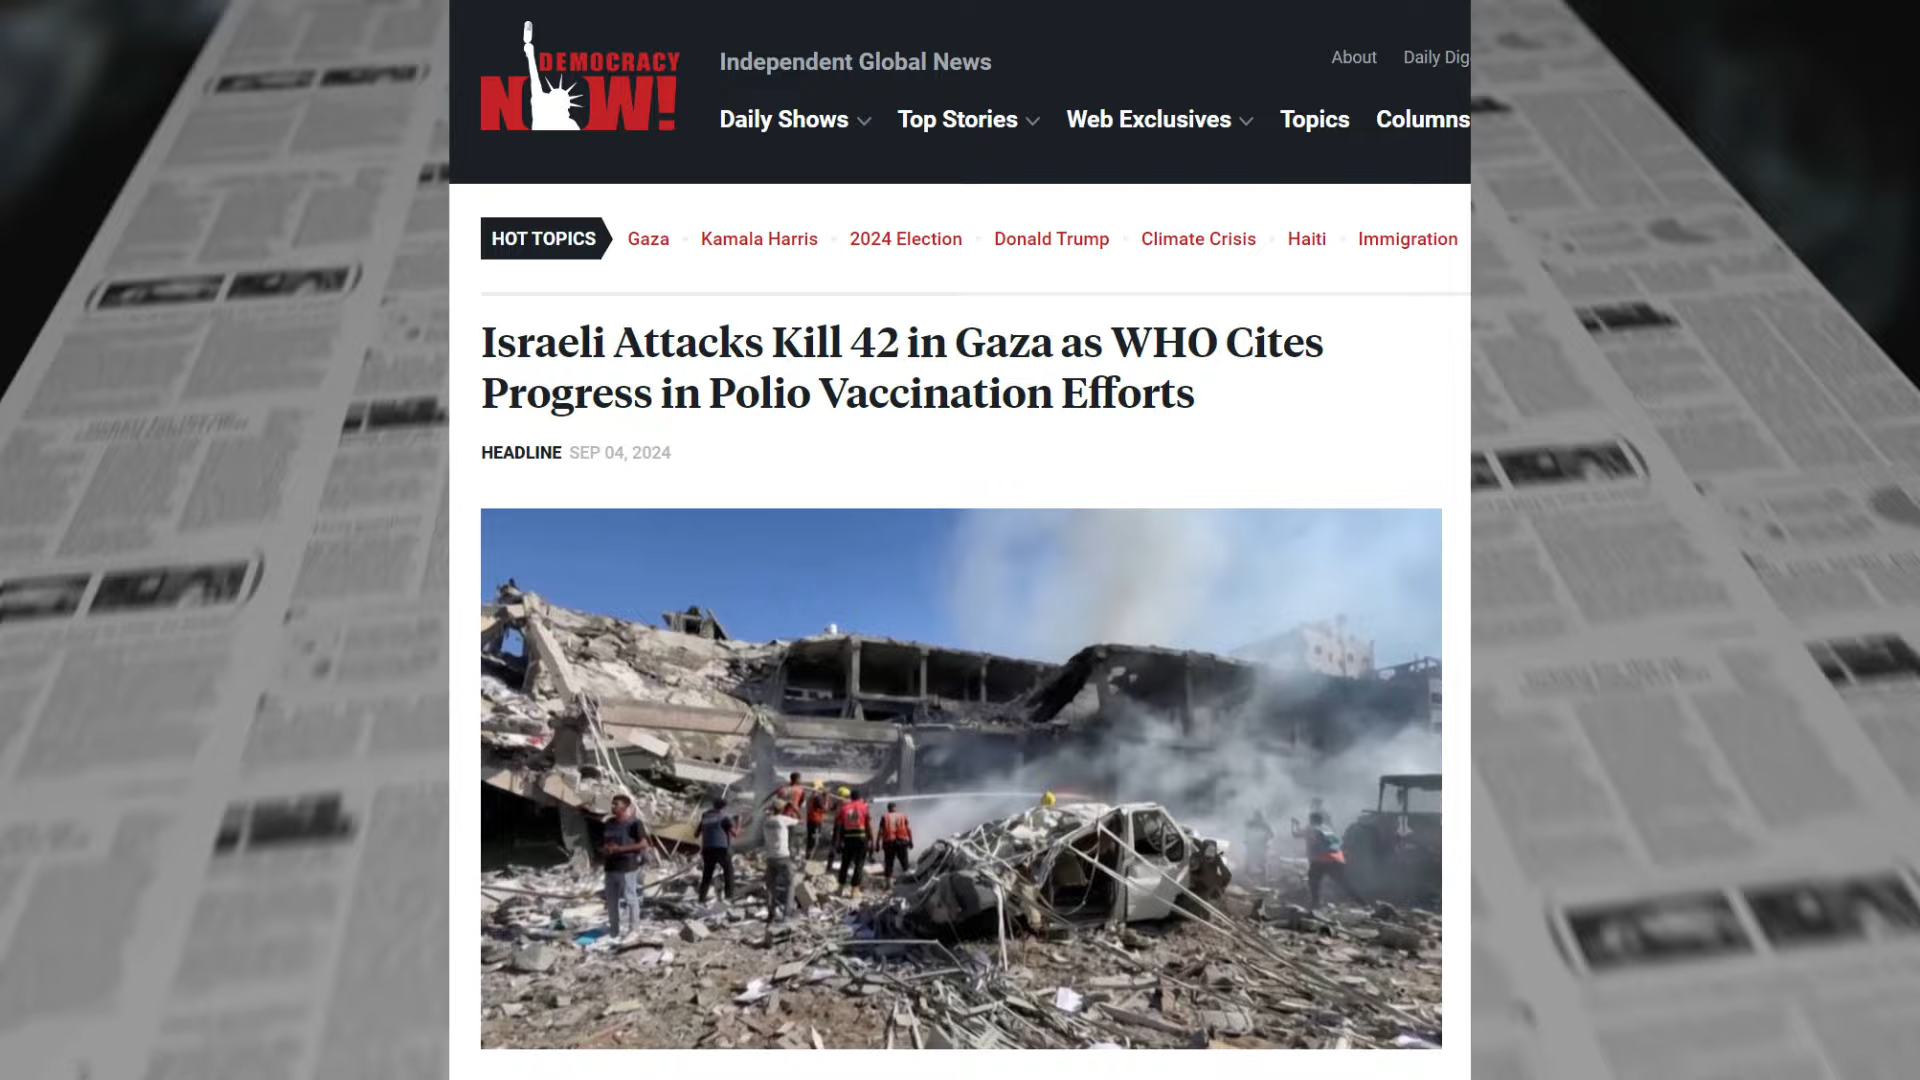 DEMOCRACY
NOW!
Independent Global News
About Daily Dig
Daily Shows Top Stories Web Exclusives Topics Columns
HOT TOPICS Gaza Kamala Harris 2024 Election Donald Trump Climate Crisis Haiti Immigration
Israeli Attacks Kill 42 in Gaza as WHO Cites
Progress in Polio Vaccination Efforts
HEADLINE SEP 04, 2024